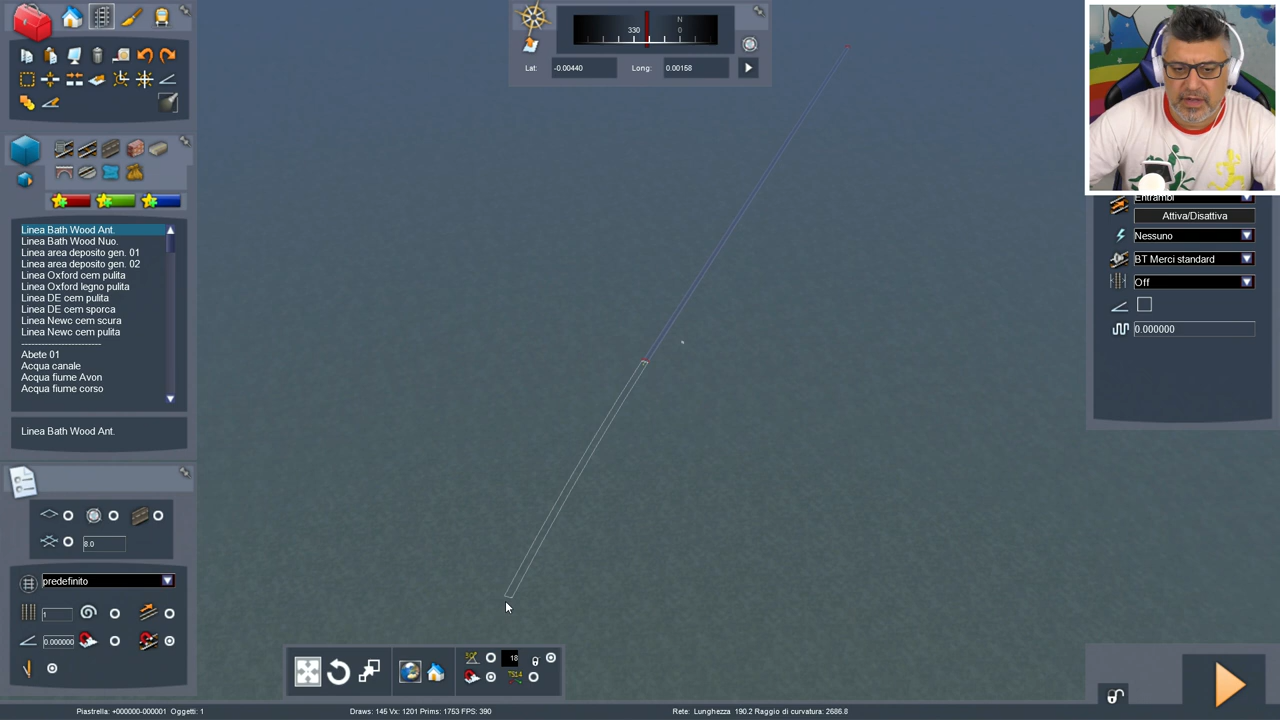 330
N
0
Lat:
-0.00440
Long:
0.00158
Entrambi
Attiva/Disattiva
Nessuno
BT Merci standard
Off
0.000000
Linea Bath Wood Ant.
Linea Bath Wood Nuo.
Linea area deposito gen. 01
Linea area deposito gen. 02
Linea Oxford cem pulita
Linea Oxford legno pulita
Linea DE cem pulita
Linea DE cem sporca
Linea Newc cem scura
Linea Newc cem pulita
------------------------
Abete 01
Acqua canale
Acqua fiume Avon
Acqua fiume corso
Linea Bath Wood Ant.
8.0
predefinito
1
0.000000
18
Piastrella: +000000-000001 Oggetti: 1
Draws: 145 Vx: 1201 Prims: 1753 FPS: 390
Rete: Lunghezza 190.2 Raggio di curvatura: 2686.8